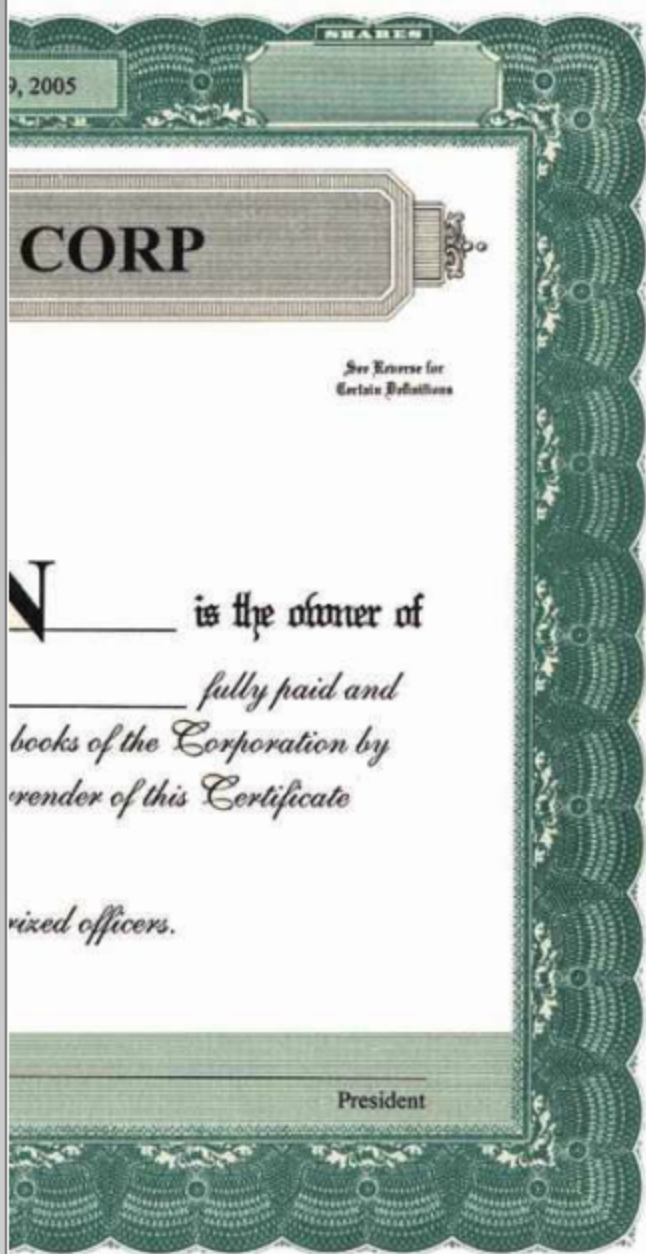 SHARES
9, 2005
CORP
See Reverse for
Certain Definitions
N is the owner of
fully paid and
books of the Corporation by
render of this Certificate
rized officers.
President